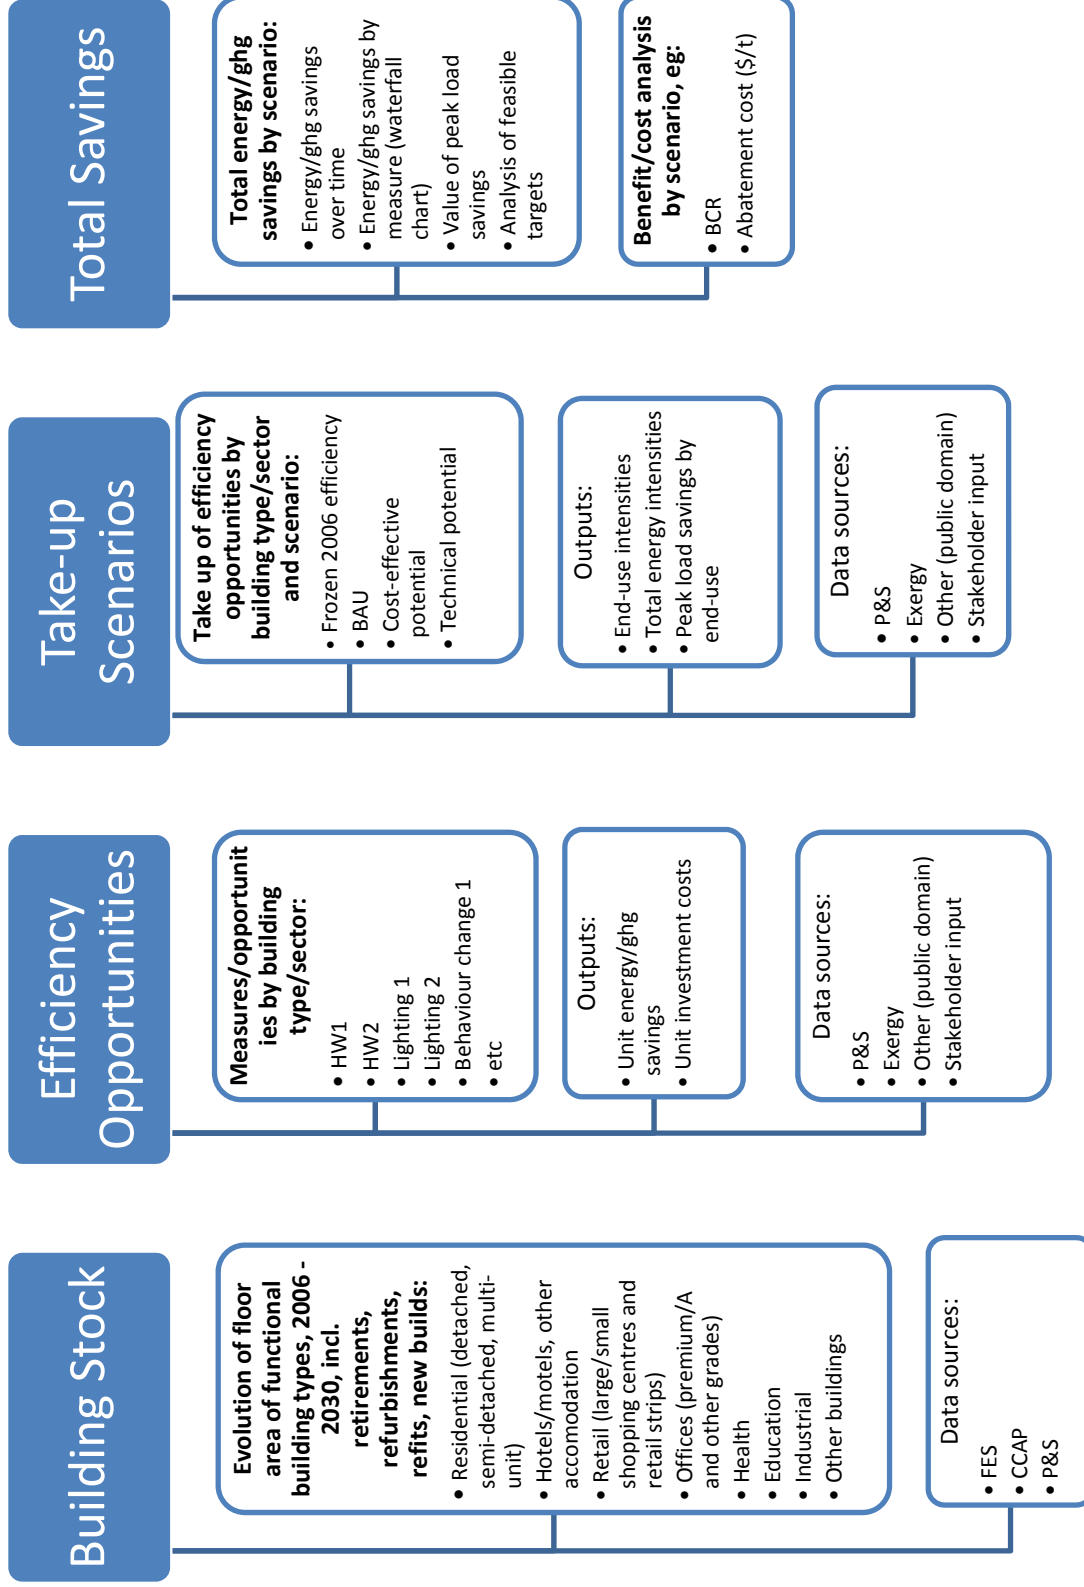 Building Stock
Evolution of floor
area of functional
building types, 2006 -
2030, incl.
retirements,
refurbishments,
refits, new builds:
• Residential (detached,
semi-detached, multi-
unit)
• Hotels/motels, other
accomodation
• Retail (large/small
shopping centres and
retail strips)
• Offices (premium/A
and other grades)
• Health
• Education
• Industrial
• Other buildings
Data sources:
• FES
• CCAP
• P&S
Efficiency
Opportunities
Measures/opportunit
ies by building
type/sector:
• HW1
• HW2
• Lighting 1
• Lighting 2
• Behaviour change 1
• etc
Outputs:
• Unit energy/ghg
savings
• Unit investment costs
Data sources:
• P&S
• Exergy
• Other (public domain)
• Stakeholder input
Take-up
Scenarios
Take up of efficiency
opportunities by
building type/sector
and scenario:
• Frozen 2006 efficiency
• BAU
• Cost-effective
potential
• Technical potential
Outputs:
• End-use intensities
• Total energy intensities
• Peak load savings by
end-use
Data sources:
• P&S
• Exergy
• Other (public domain)
• Stakeholder input
Total Savings
Total energy/ghg
savings by scenario:
• Energy/ghg savings
over time
• Energy/ghg savings by
measure (waterfall
chart)
• Value of peak load
savings
• Analysis of feasible
targets
Benefit/cost analysis
by scenario, eg:
• BCR
• Abatement cost ($/t)